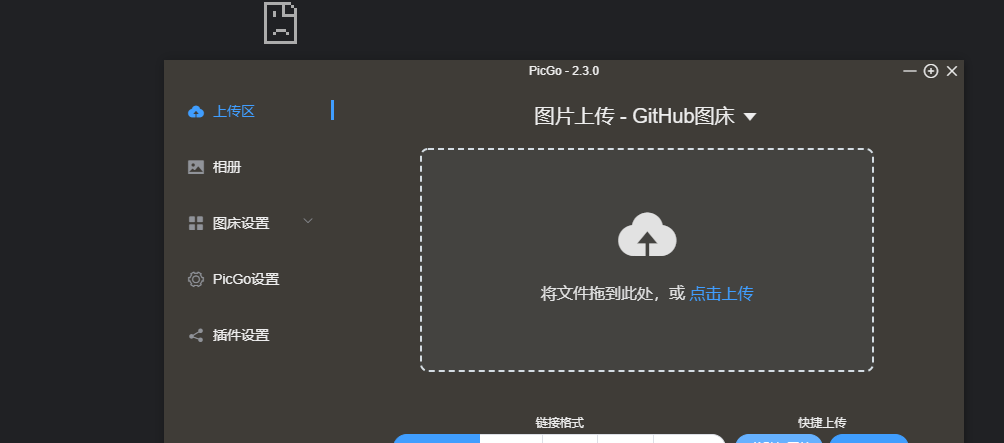 PicGo - 2.3.0
上传区
图片上传 - GitHub图床
相册
图床设置
PicGo设置
将文件拖到此处，或 点击上传
插件设置
链接格式
快捷上传